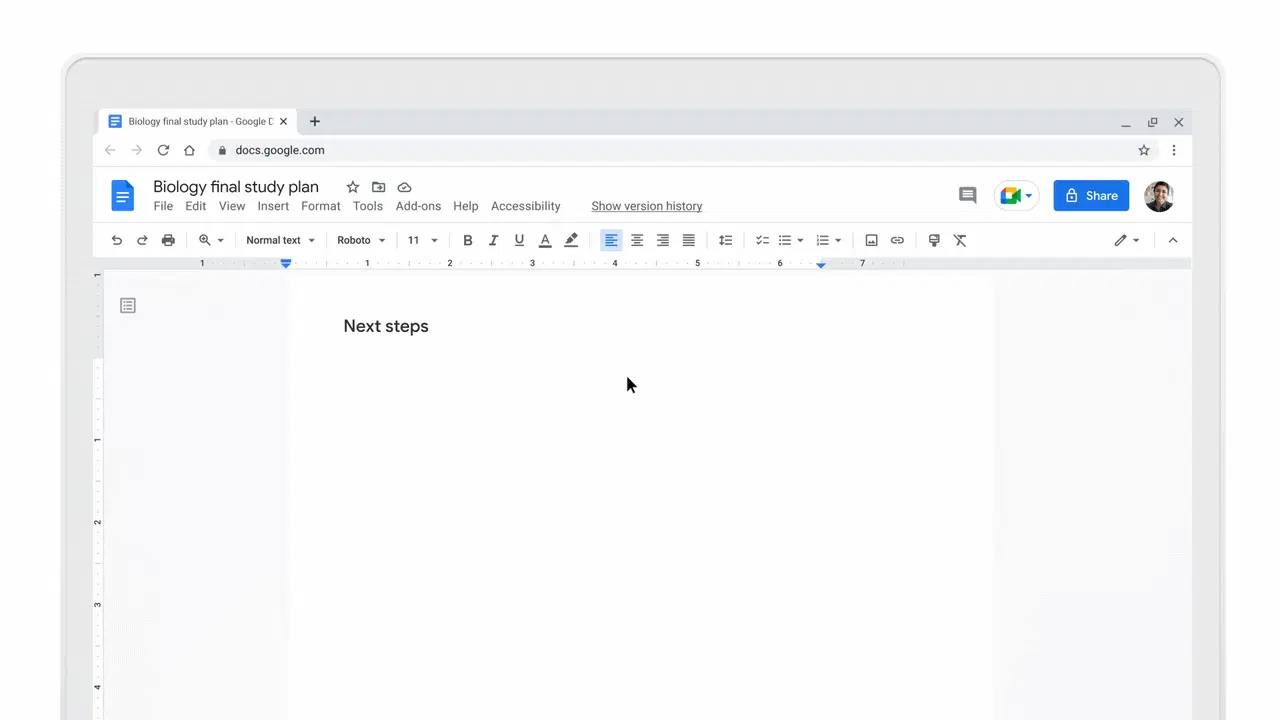 Biology final study plan - Google D
docs.google.com
Biology final study plan
File Edit View Insert Format Tools Add-ons Help Accessibility Show version history
Share
Normal text Roboto 11 B I U A
1 1 2 3 4 5 6 7
1
Next steps
1
2
3
4